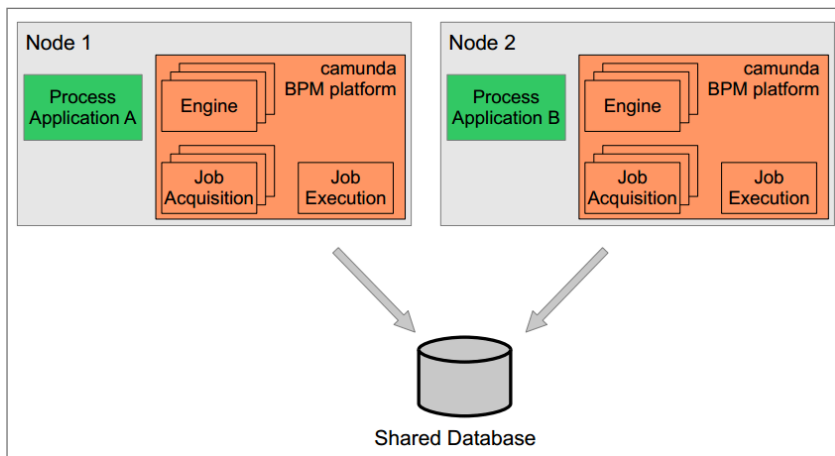 Node 1
Process
Application A
camunda
BPM platform
Engine
Job
Acquisition
Job
Execution
Node 2
Process
Application B
camunda
BPM platform
Engine
Job
Acquisition
Job
Execution
Shared Database